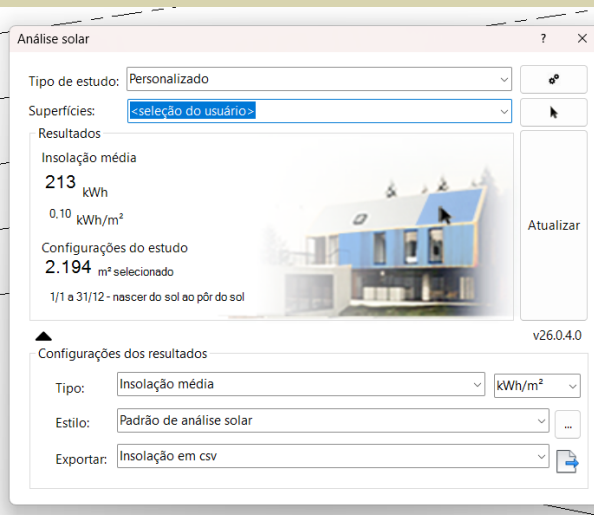 Análise solar ? ×
Tipo de estudo: Personalizado
Superfícies: <seleção do usuário>
Resultados
Insolação média
213 kWh
0,10 kWh/m²
Atualizar
Configurações do estudo
2.194 m² selecionado
1/1 a 31/12 - nascer do sol ao pôr do sol
v26.0.4.0
Configurações dos resultados
Tipo: Insolação média kWh/m²
Estilo: Padrão de análise solar ...
Exportar: Insolação em csv